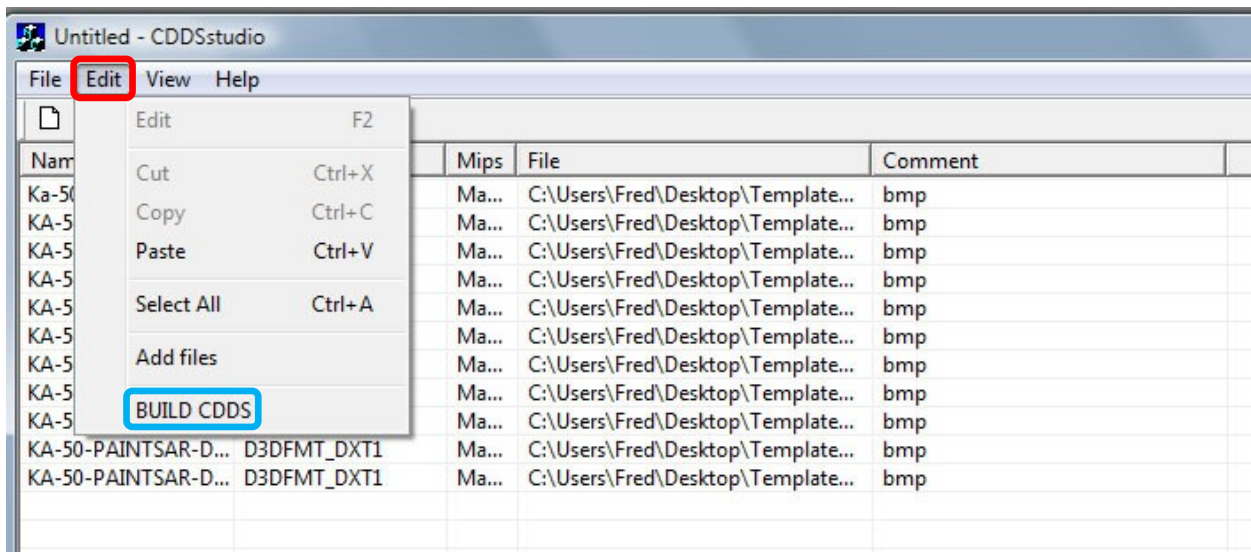 Untitled - CDDSstudio
File Edit View Help
Edit F2
Cut Ctrl+X
Copy Ctrl+C
Paste Ctrl+V
Select All Ctrl+A
Add files
BUILD CDDS
Nam Mips File Comment
Ka-50 Ma... C:\Users\Fred\Desktop\Template... bmp
KA-5 Ma... C:\Users\Fred\Desktop\Template... bmp
KA-5 Ma... C:\Users\Fred\Desktop\Template... bmp
KA-5 Ma... C:\Users\Fred\Desktop\Template... bmp
KA-5 Ma... C:\Users\Fred\Desktop\Template... bmp
KA-5 Ma... C:\Users\Fred\Desktop\Template... bmp
KA-5 Ma... C:\Users\Fred\Desktop\Template... bmp
KA-5 Ma... C:\Users\Fred\Desktop\Template... bmp
KA-5 Ma... C:\Users\Fred\Desktop\Template... bmp
KA-50-PAINTSAR-D... D3DFMT_DXT1 Ma... C:\Users\Fred\Desktop\Template... bmp
KA-50-PAINTSAR-D... D3DFMT_DXT1 Ma... C:\Users\Fred\Desktop\Template... bmp